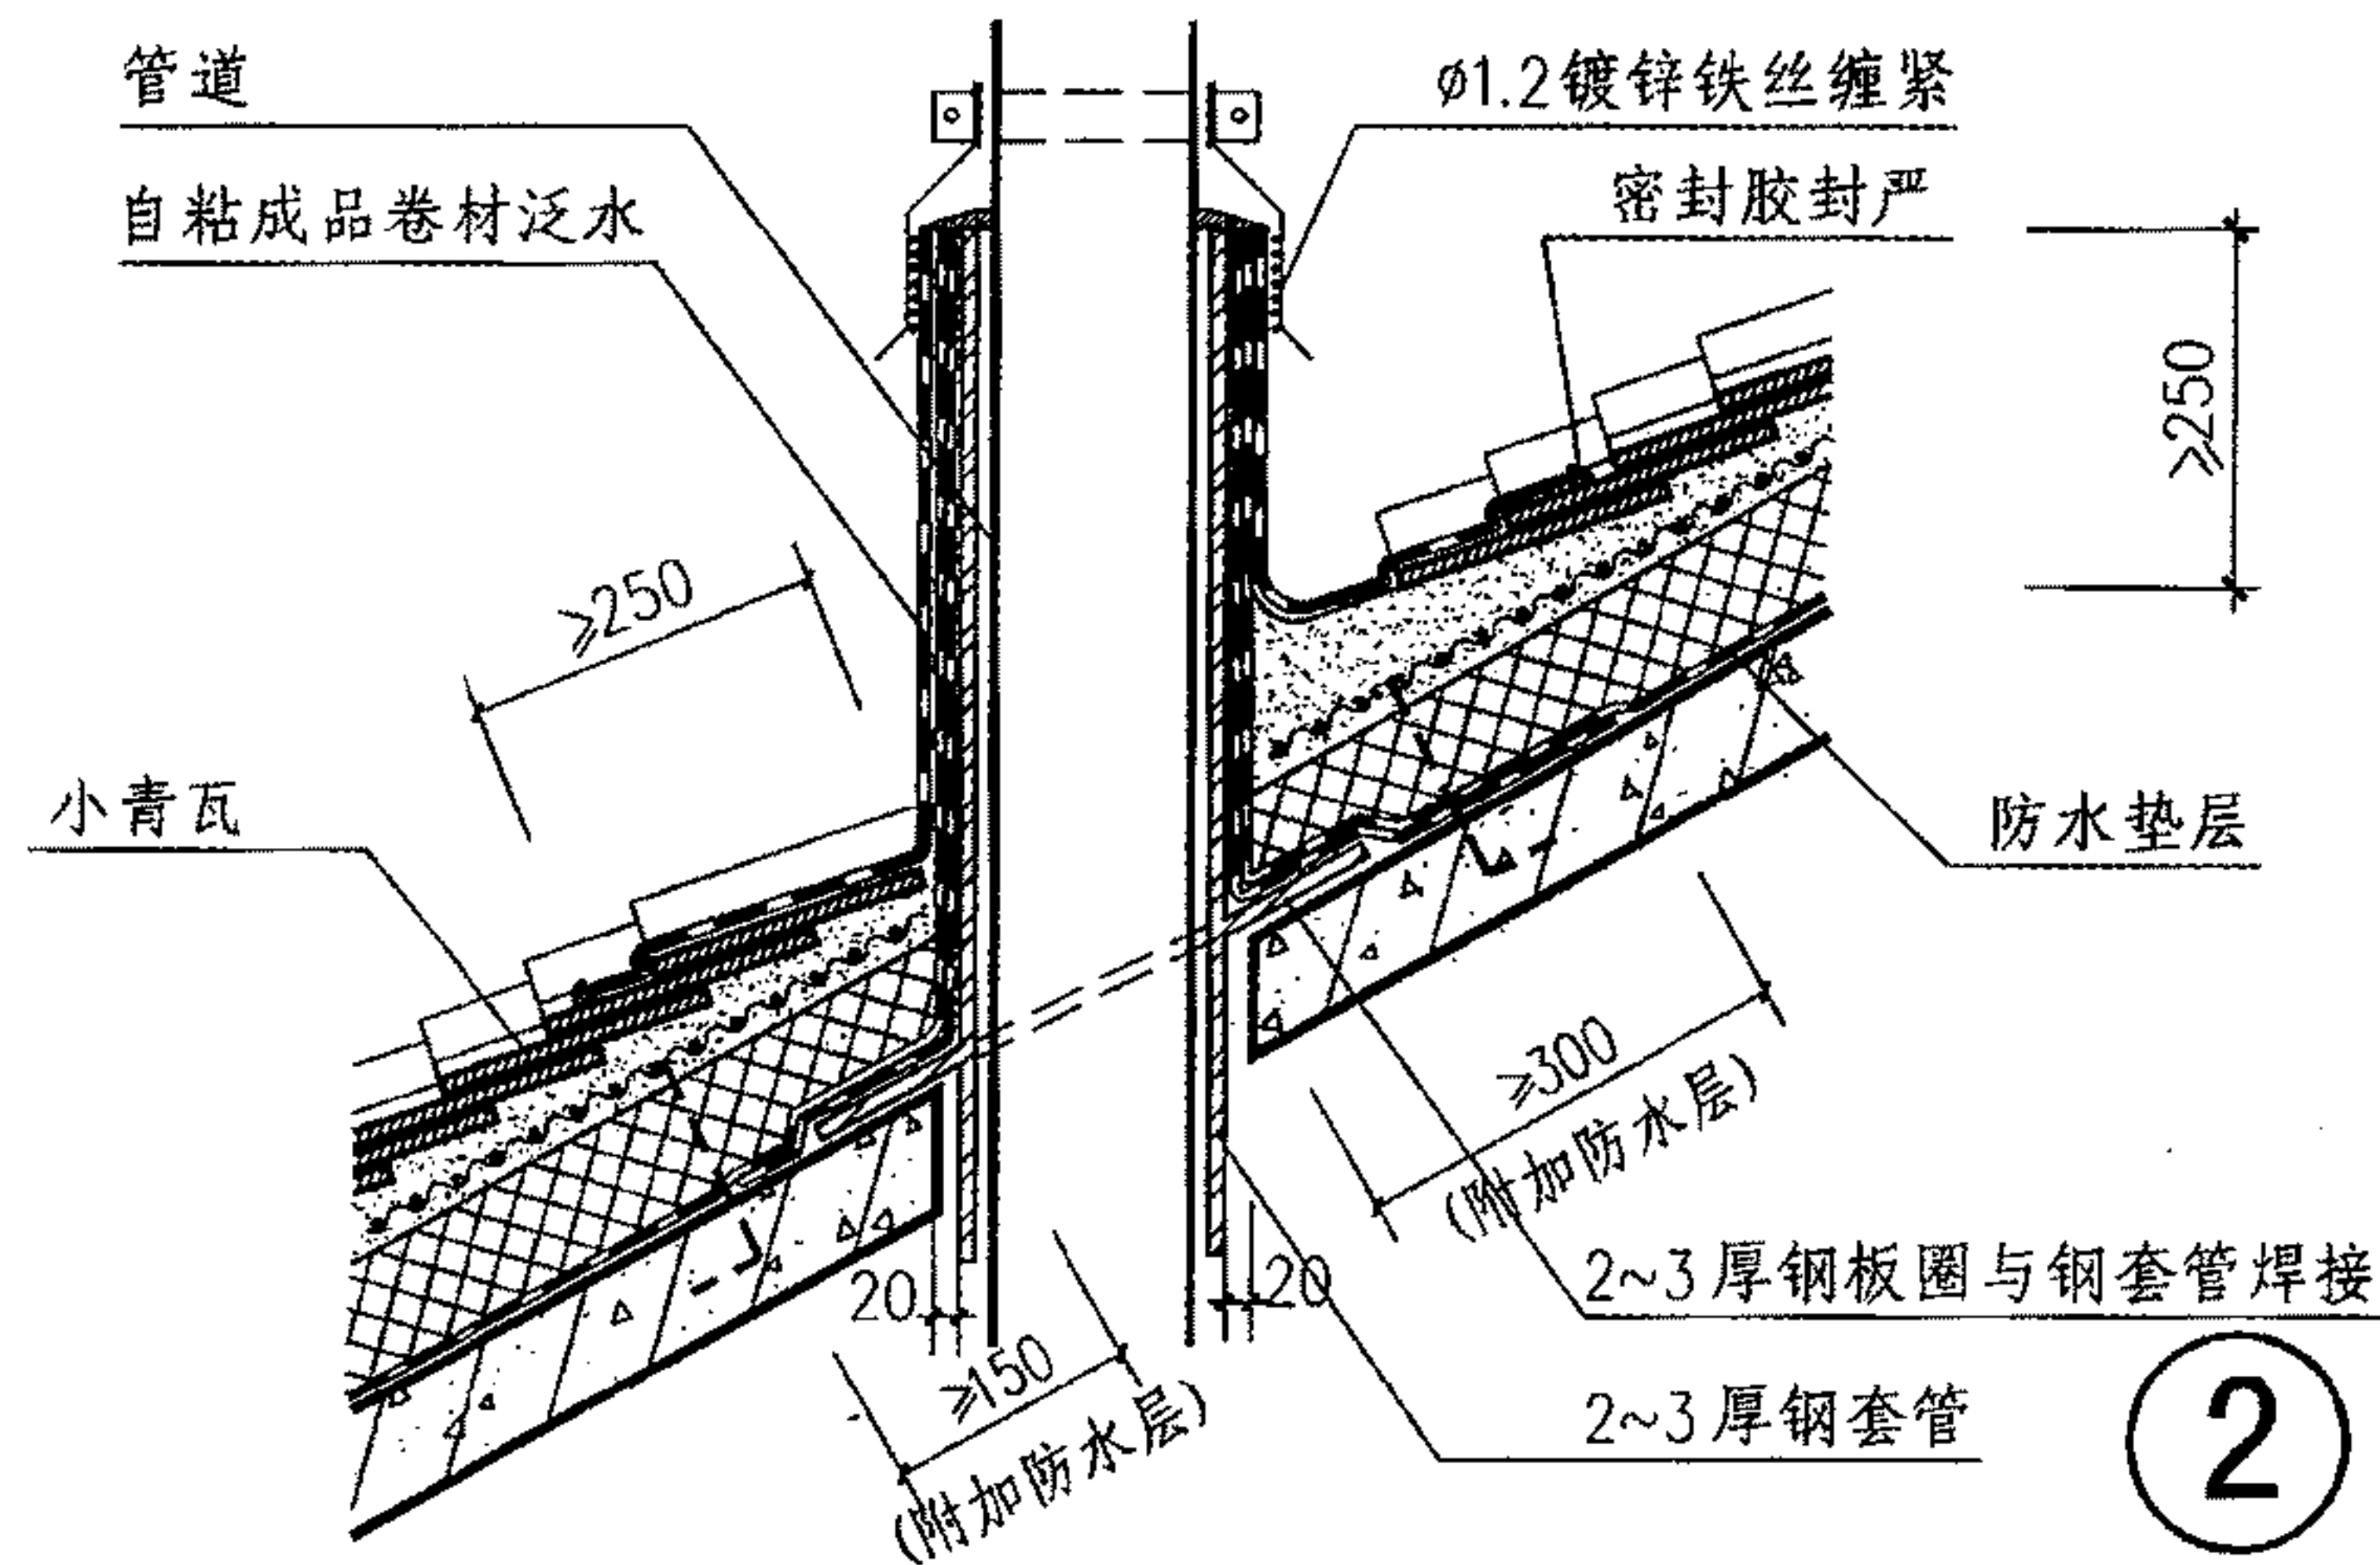 管道
ø1.2镀锌铁丝缠紧
自粘成品卷材泛水
密封胶封严
≥250
≥250
小青瓦
防水垫层
≥300
(附加防水层)
20
20
2~3厚钢板圈与钢套管焊接
≥150
(附加防水层)
2~3厚钢套管
2